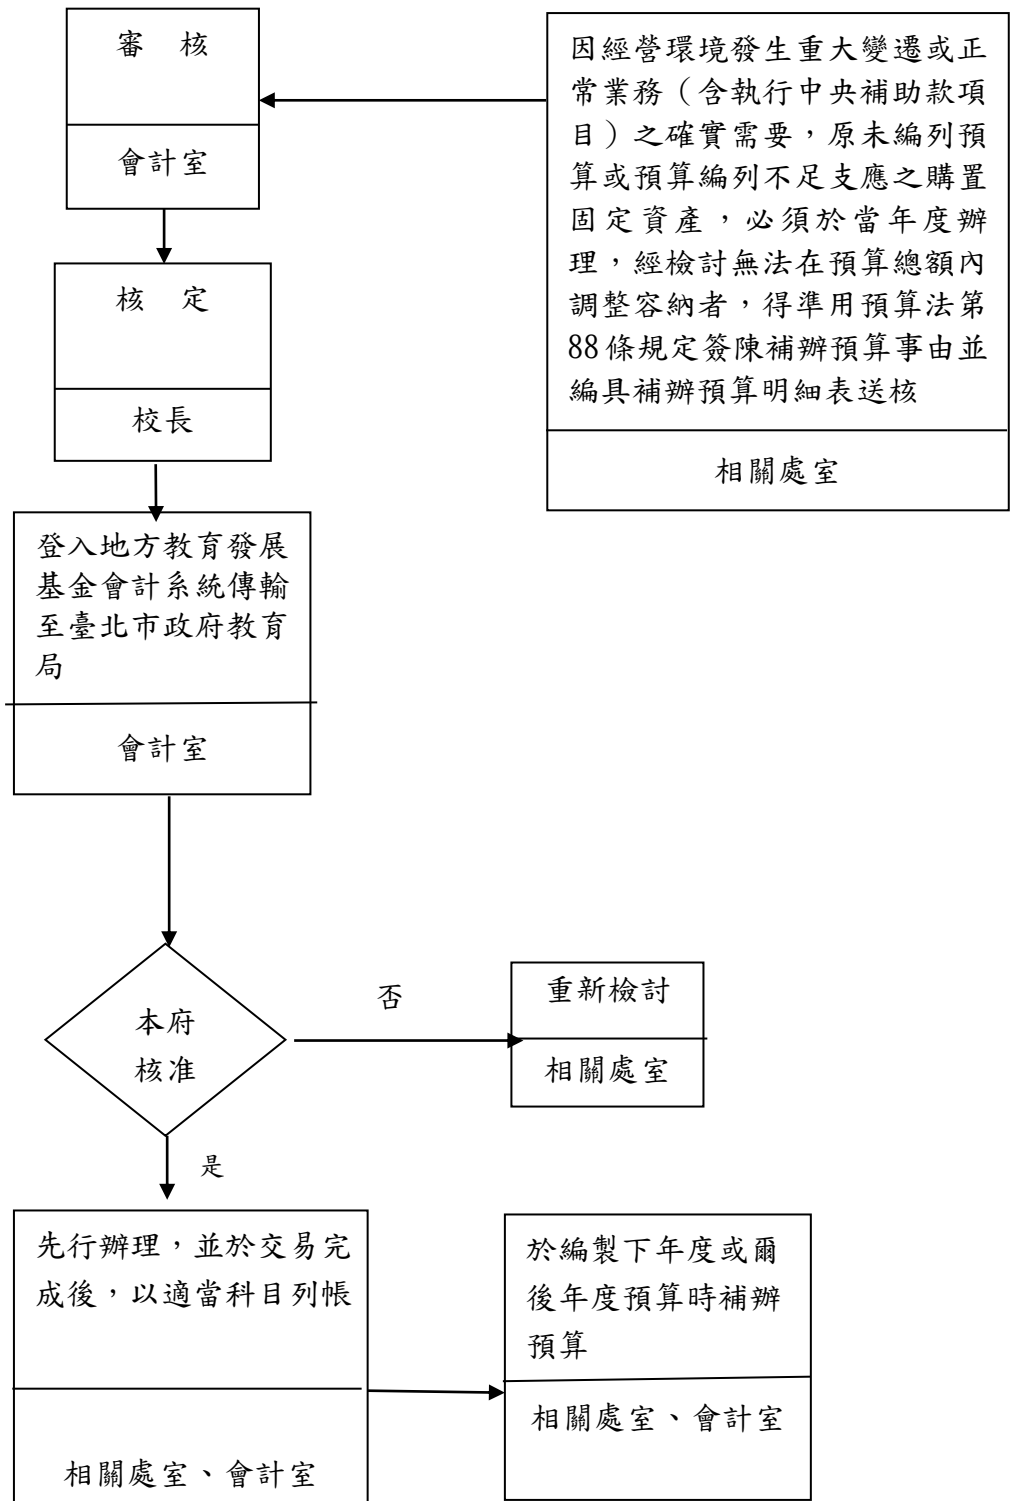 審　核
會計室
因經營環境發生重大變遷或正
常業務（含執行中央補助款項
目）之確實需要，原未編列預
算或預算編列不足支應之購置
固定資產，必須於當年度辦
理，經檢討無法在預算總額內
調整容納者，得準用預算法第
88條規定簽陳補辦預算事由並
編具補辦預算明細表送核
相關處室
核　定
校長
登入地方教育發展
基金會計系統傳輸
至臺北市政府教育
局
會計室
本府
核准
否
重新檢討
相關處室
是
先行辦理，並於交易完
成後，以適當科目列帳
相關處室、會計室
於編製下年度或爾
後年度預算時補辦
預算
相關處室、會計室